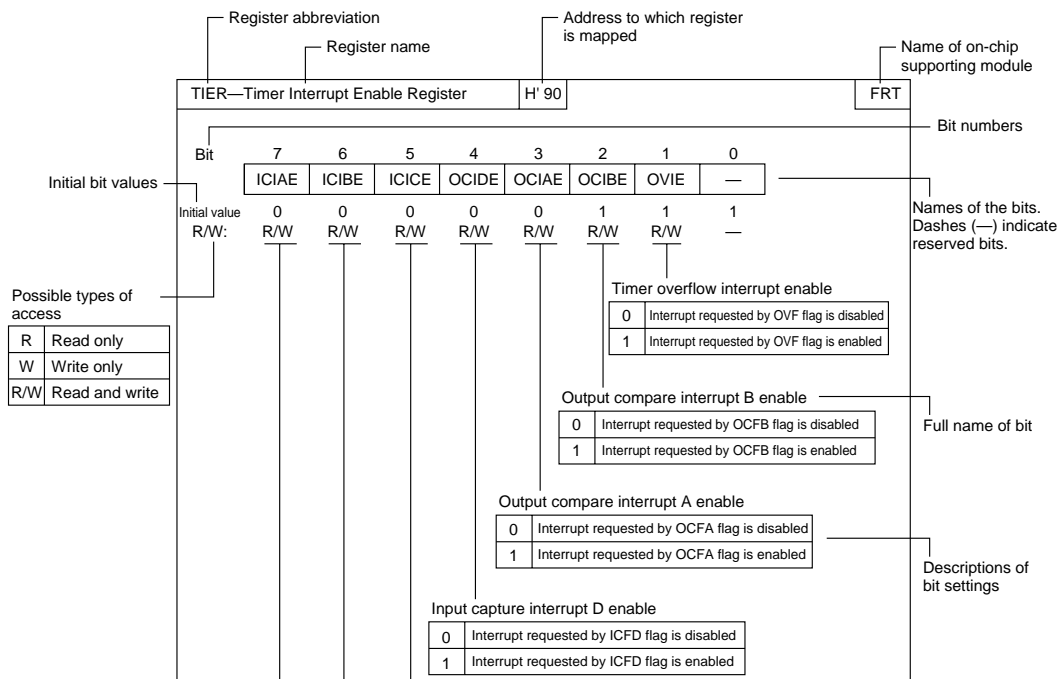 Register abbreviation
Register name
Address to which register
is mapped
Name of on-chip
supporting module
TIER—Timer Interrupt Enable Register H' 90 FRT
Bit numbers
Bit 7 6 5 4 3 2 1 0
ICIAE ICIBE ICICE OCIDE OCIAE OCIBE OVIE —
Initial bit values
Initial value 0 0 0 0 0 1 1 1
R/W: R/W R/W R/W R/W R/W R/W R/W —
Names of the bits.
Dashes (—) indicate
reserved bits.
Possible types of
access
R Read only
W Write only
R/W Read and write
Timer overflow interrupt enable
0 Interrupt requested by OVF flag is disabled
1 Interrupt requested by OVF flag is enabled
Output compare interrupt B enable
0 Interrupt requested by OCFB flag is disabled
1 Interrupt requested by OCFB flag is enabled
Full name of bit
Output compare interrupt A enable
0 Interrupt requested by OCFA flag is disabled
1 Interrupt requested by OCFA flag is enabled
Descriptions of
bit settings
Input capture interrupt D enable
0 Interrupt requested by ICFD flag is disabled
1 Interrupt requested by ICFD flag is enabled